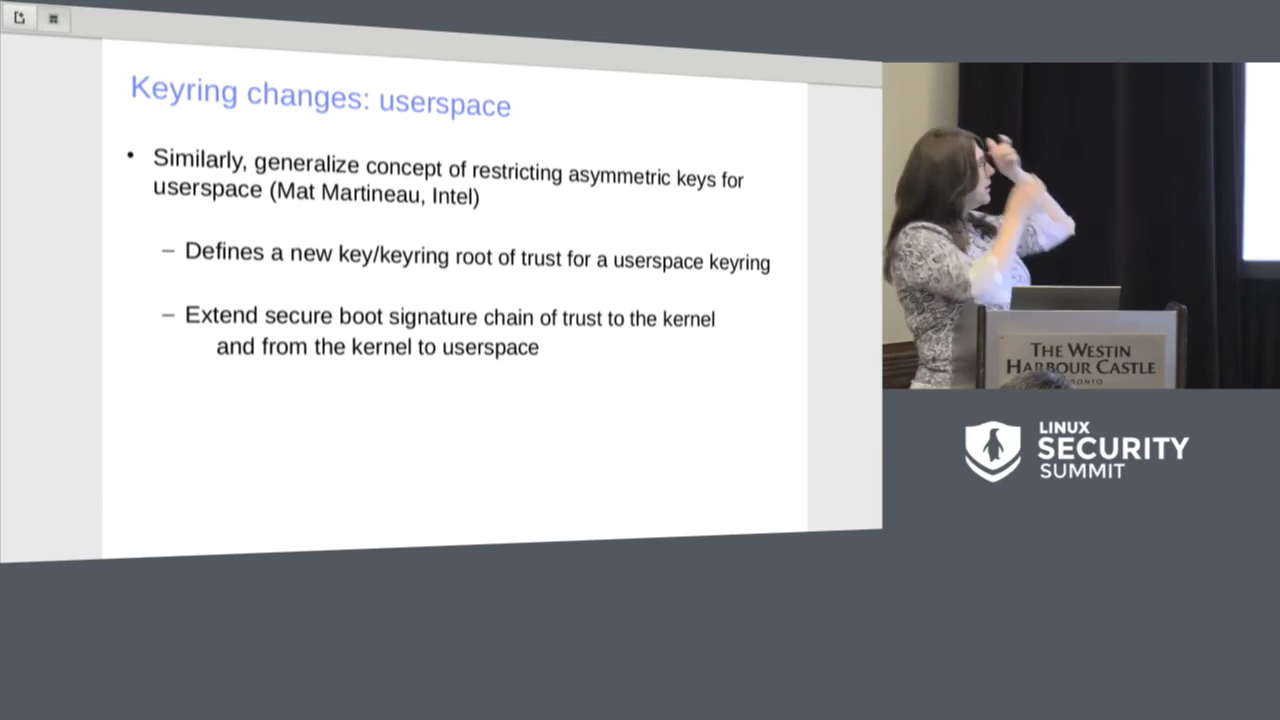 Keyring changes: userspace
• Similarly, generalize concept of restricting asymmetric keys for
userspace (Mat Martineau, Intel)
– Defines a new key/keyring root of trust for a userspace keyring
– Extend secure boot signature chain of trust to the kernel
and from the kernel to userspace
THE WESTIN
HARBOUR CASTLE
LINUX
SECURITY
SUMMIT